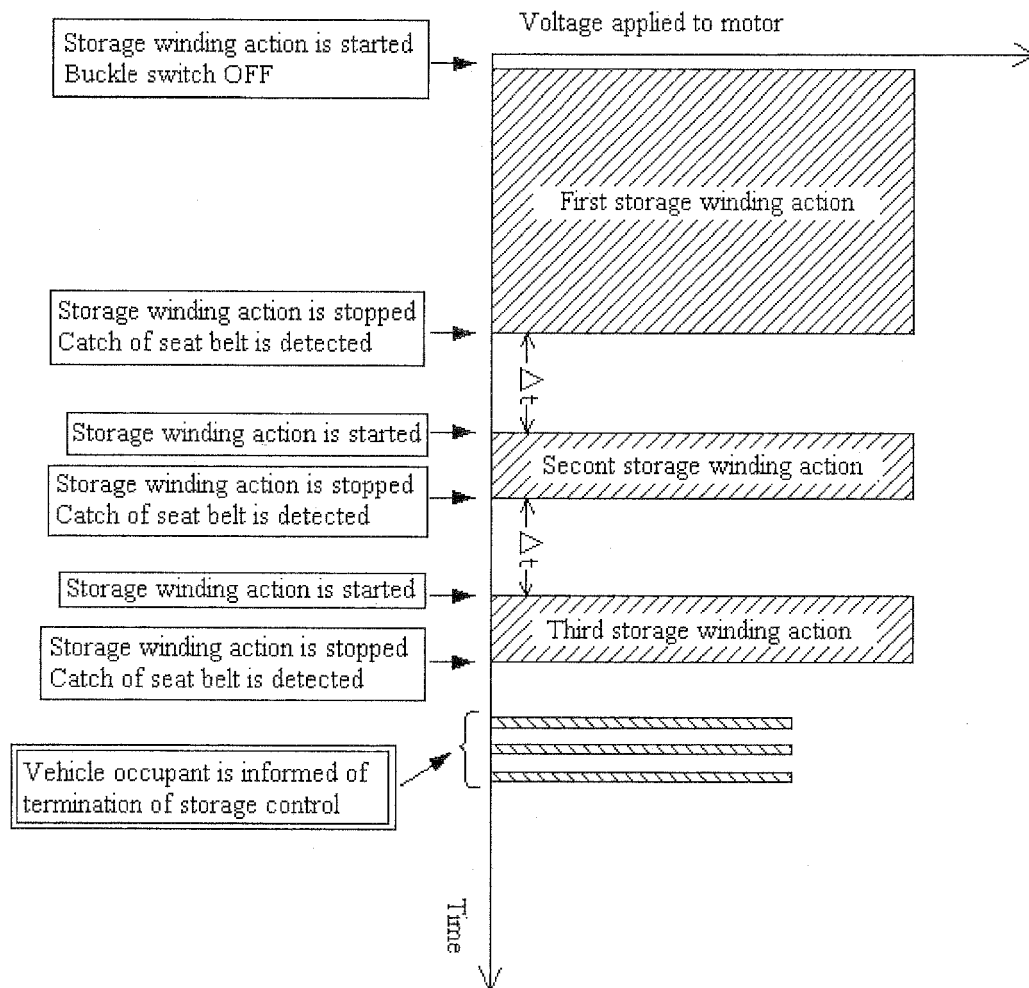 Voltage applied to motor
Storage winding action is started
Buckle switch OFF
First storage winding action
Storage winding action is stopped
Catch of seat belt is detected
Δt
Storage winding action is started
Secont storage winding action
Storage winding action is stopped
Catch of seat belt is detected
Δt
Storage winding action is started
Third storage winding action
Storage winding action is stopped
Catch of seat belt is detected
Vehicle occupant is informed of
termination of storage control
Time